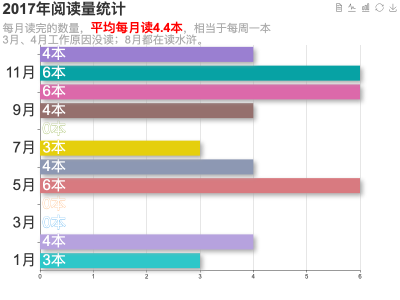 2017年阅读量统计
每月读完的数量，平均每月读4.4本，相当于每周一本
3月、4月工作原因没读；8月都在读水浒。
4本
11月 6本
6本
9月 4本
0本
7月 3本
4本
5月 6本
0本
3月 0本
4本
1月 3本
0 1 2 3 4 5 6